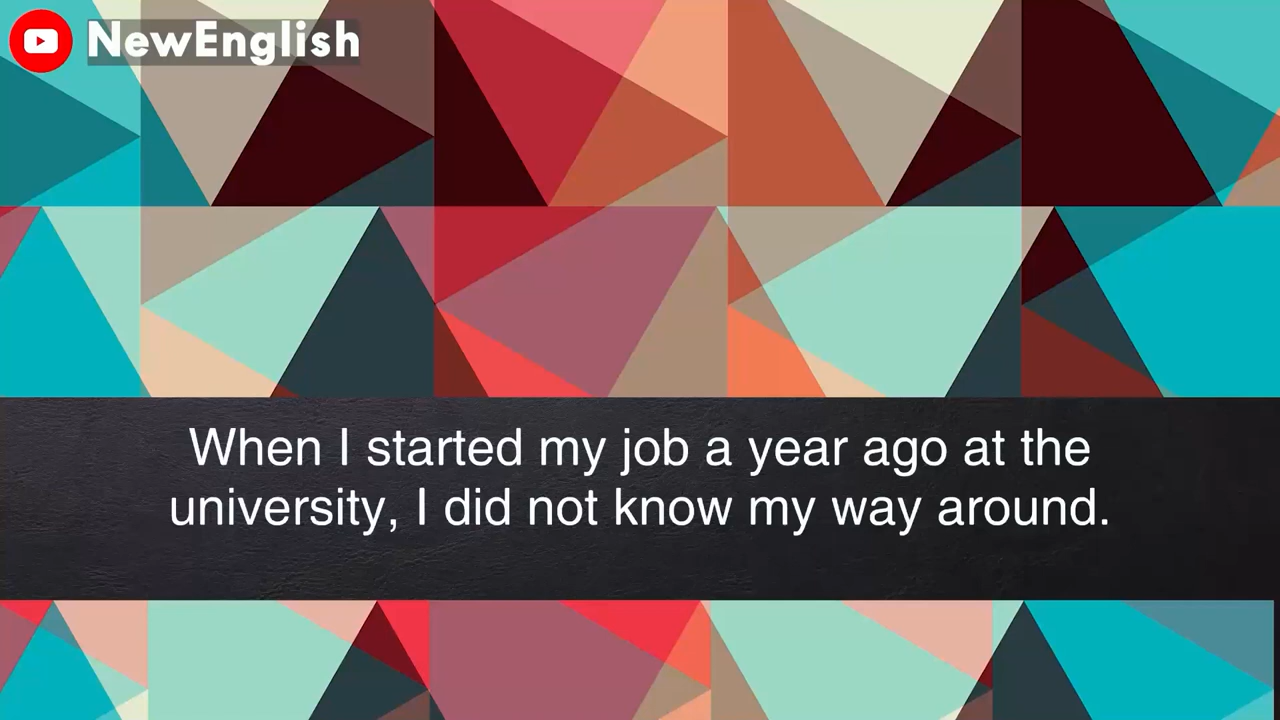 NewEnglish
When I started my job a year ago at the
university, I did not know my way around.